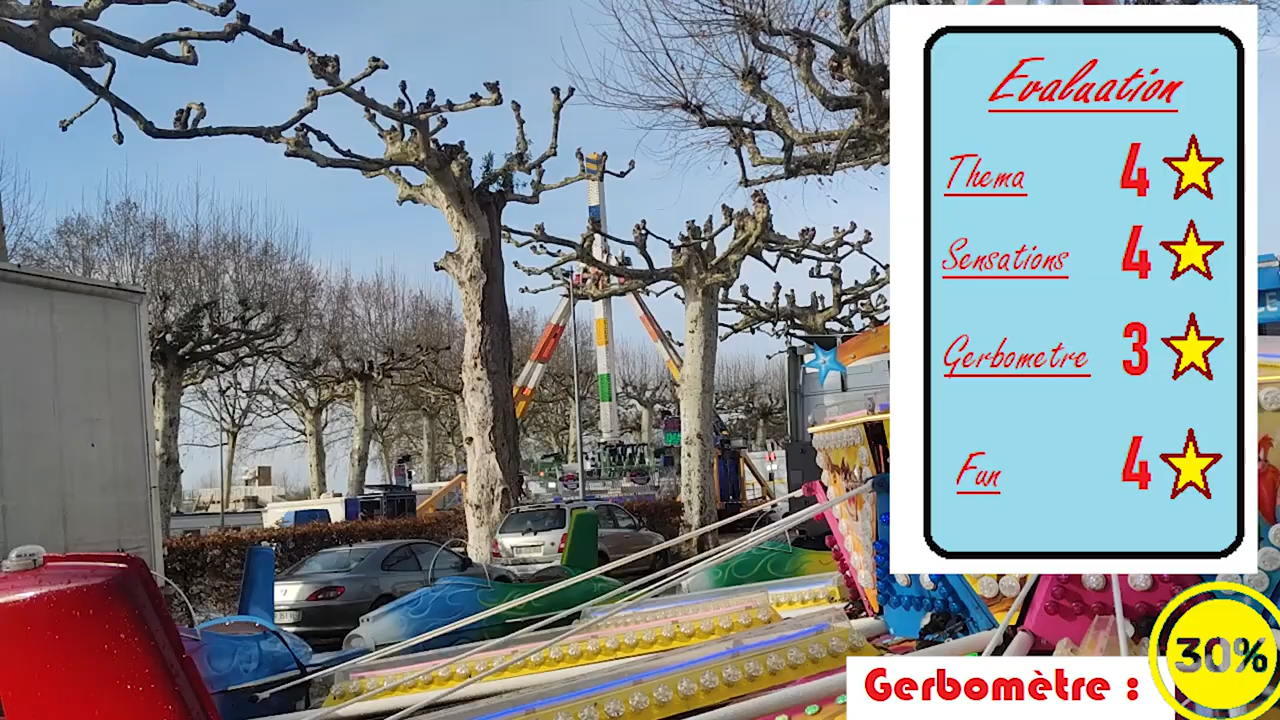 Evaluation
Thema 4
Sensations 4
Gerbometre 3
Fun 4
Gerbomètre :
30%